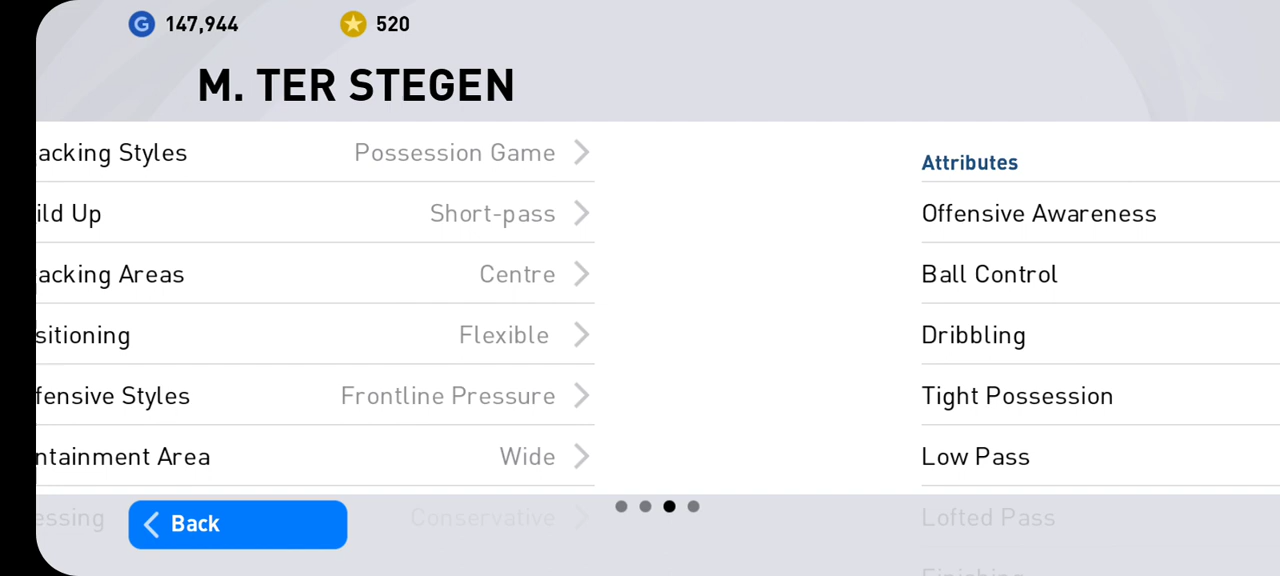 G 147,944 520
M. TER STEGEN
acking Styles Possession Game
ild Up Short-pass
acking Areas Centre
sitioning Flexible
fensive Styles Frontline Pressure
ntainment Area Wide
essing Conservative
Back
Attributes
Offensive Awareness
Ball Control
Dribbling
Tight Possession
Low Pass
Lofted Pass
Finishing